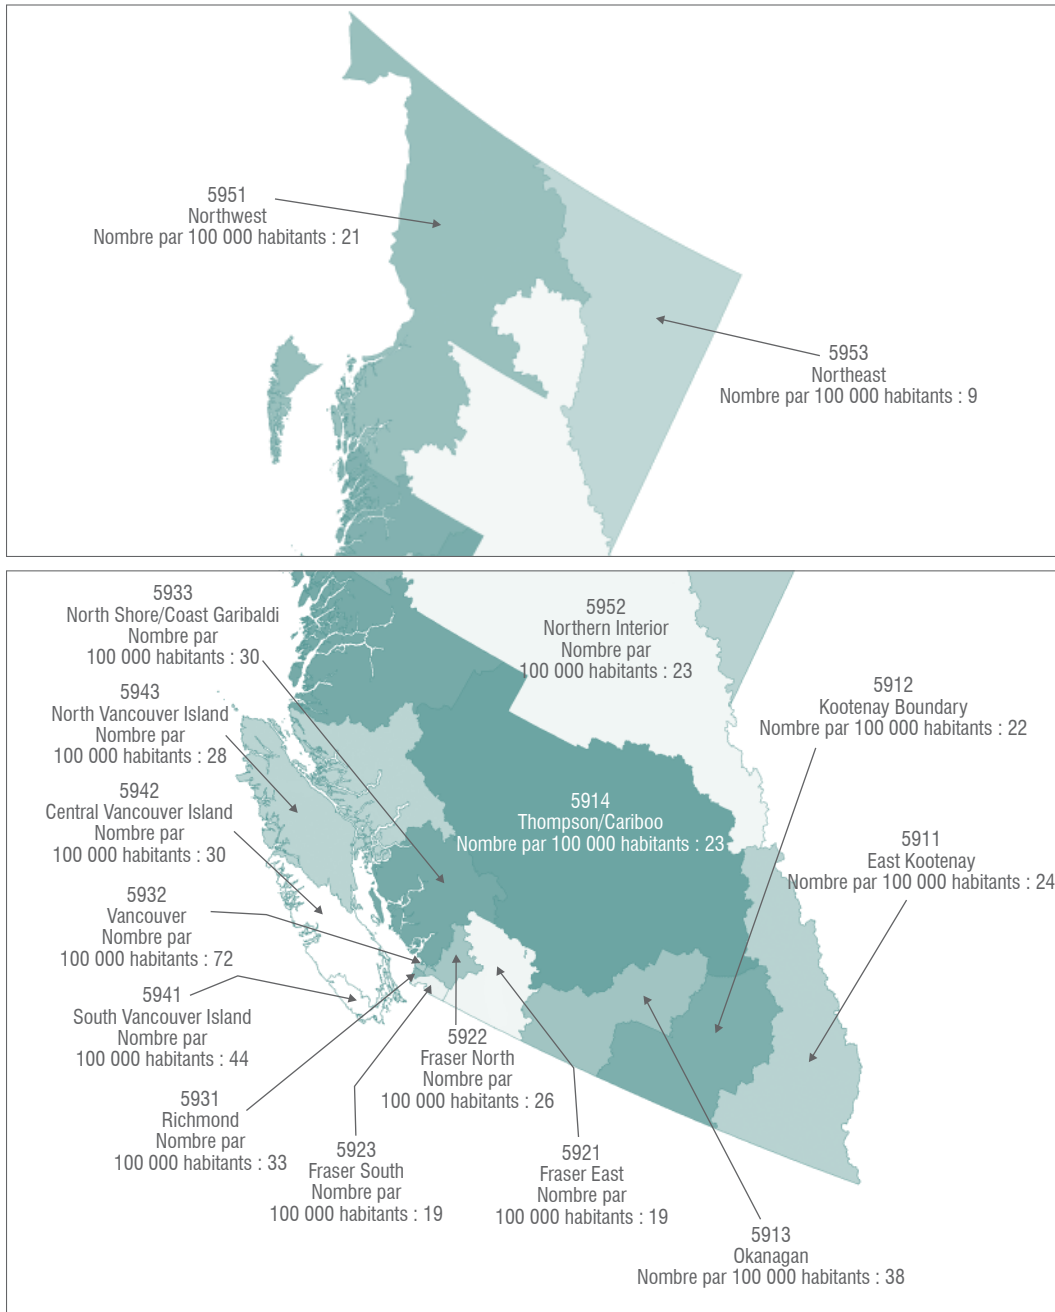 5951
Northwest
Nombre par 100 000 habitants : 21
5953
Northeast
Nombre par 100 000 habitants : 9
5933
North Shore/Coast Garibaldi
Nombre par
100 000 habitants : 30
5943
North Vancouver Island
Nombre par
100 000 habitants : 28
5942
Central Vancouver Island
Nombre par
100 000 habitants : 30
5932
Vancouver
Nombre par
100 000 habitants : 72
5941
South Vancouver Island
Nombre par
100 000 habitants : 44
5931
Richmond
Nombre par
100 000 habitants : 33
5923
Fraser South
Nombre par
100 000 habitants : 19
5922
Fraser North
Nombre par
100 000 habitants : 26
5921
Fraser East
Nombre par
100 000 habitants : 19
5952
Northern Interior
Nombre par
100 000 habitants : 23
5914
Thompson/Cariboo
Nombre par 100 000 habitants : 23
5912
Kootenay Boundary
Nombre par 100 000 habitants : 22
5911
East Kootenay
Nombre par 100 000 habitants : 24
5913
Okanagan
Nombre par 100 000 habitants : 38